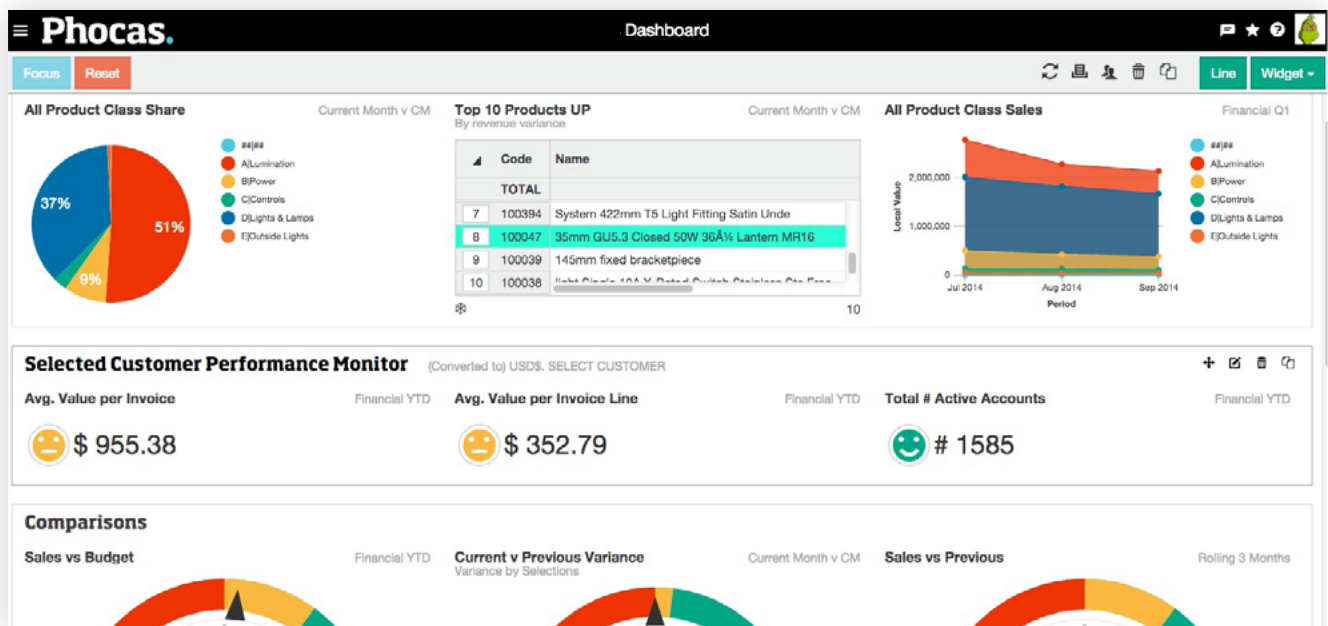 Phocas.
Dashboard
Focus
Reset
Line
Widget
All Product Class Share
Current Month v CM
37%
51%
9%
##|##
A|Lumination
B|Power
C|Controls
D|Lights & Lamps
E|Outside Lights
Top 10 Products UP
Current Month v CM
By revenue variance
Code Name
TOTAL
7 100394 System 422mm T5 Light Fitting Satin Unde
8 100047 35mm GU5.3 Closed 50W 36Â¼ Lantern MR16
9 100039 145mm fixed bracketpiece
10 100038
10
All Product Class Sales
Financial Q1
Local Value
2,000,000
1,000,000
0
Jul 2014 Aug 2014 Sep 2014
Period
##|##
A|Lumination
B|Power
C|Controls
D|Lights & Lamps
E|Outside Lights
Selected Customer Performance Monitor (Converted to) USD$. SELECT CUSTOMER
Avg. Value per Invoice Financial YTD
$ 955.38
Avg. Value per Invoice Line Financial YTD
$ 352.79
Total # Active Accounts Financial YTD
# 1585
Comparisons
Sales vs Budget Financial YTD
Current v Previous Variance Current Month v CM
Variance by Selections
Sales vs Previous Rolling 3 Months